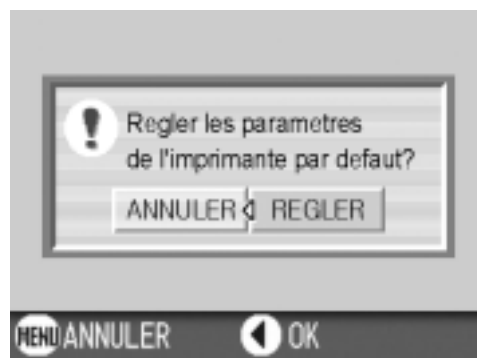 Regler les parametres
de l'imprimante par defaut?
ANNULER REGLER
MENU ANNULER OK